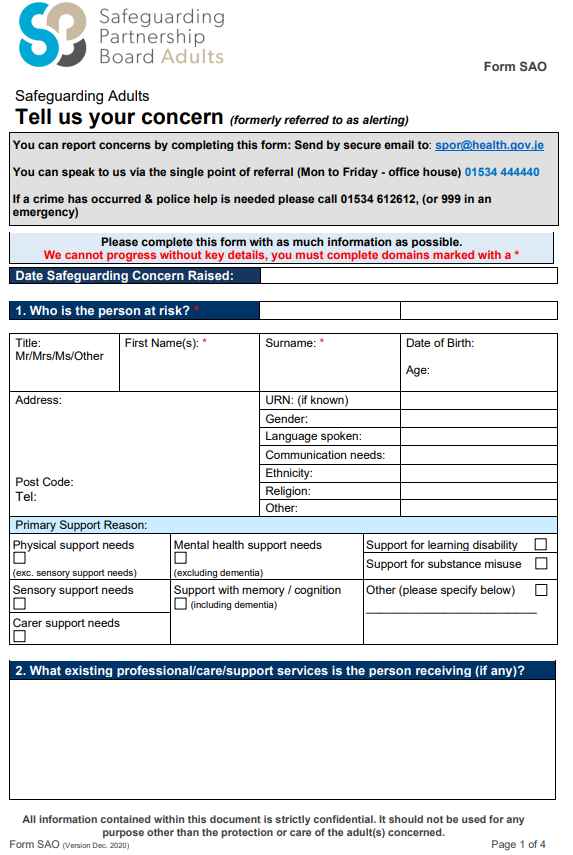 Safeguarding
Partnership
Board Adults
Form SAO
Safeguarding Adults
Tell us your concern (formerly referred to as alerting)
You can report concerns by completing this form: Send by secure email to: spor@health.gov.je
You can speak to us via the single point of referral (Mon to Friday - office house) 01534 444440
If a crime has occurred & police help is needed please call 01534 612612, (or 999 in an
emergency)
Please complete this form with as much information as possible.
We cannot progress without key details, you must complete domains marked with a *
Date Safeguarding Concern Raised:
1. Who is the person at risk? *
Title:
Mr/Mrs/Ms/Other
First Name(s): *
Surname: *
Date of Birth:
Age:
Address:
Post Code:
Tel:
URN: (if known)
Gender:
Language spoken:
Communication needs:
Ethnicity:
Religion:
Other:
Primary Support Reason:
Physical support needs
(exc. sensory support needs)
Mental health support needs
(excluding dementia)
Support for learning disability
Support for substance misuse
Sensory support needs
Carer support needs
Support with memory / cognition
(including dementia)
Other (please specify below)
2. What existing professional/care/support services is the person receiving (if any)?
All information contained within this document is strictly confidential. It should not be used for any
purpose other than the protection or care of the adult(s) concerned.
Form SAO (Version Dec. 2020)
Page 1 of 4